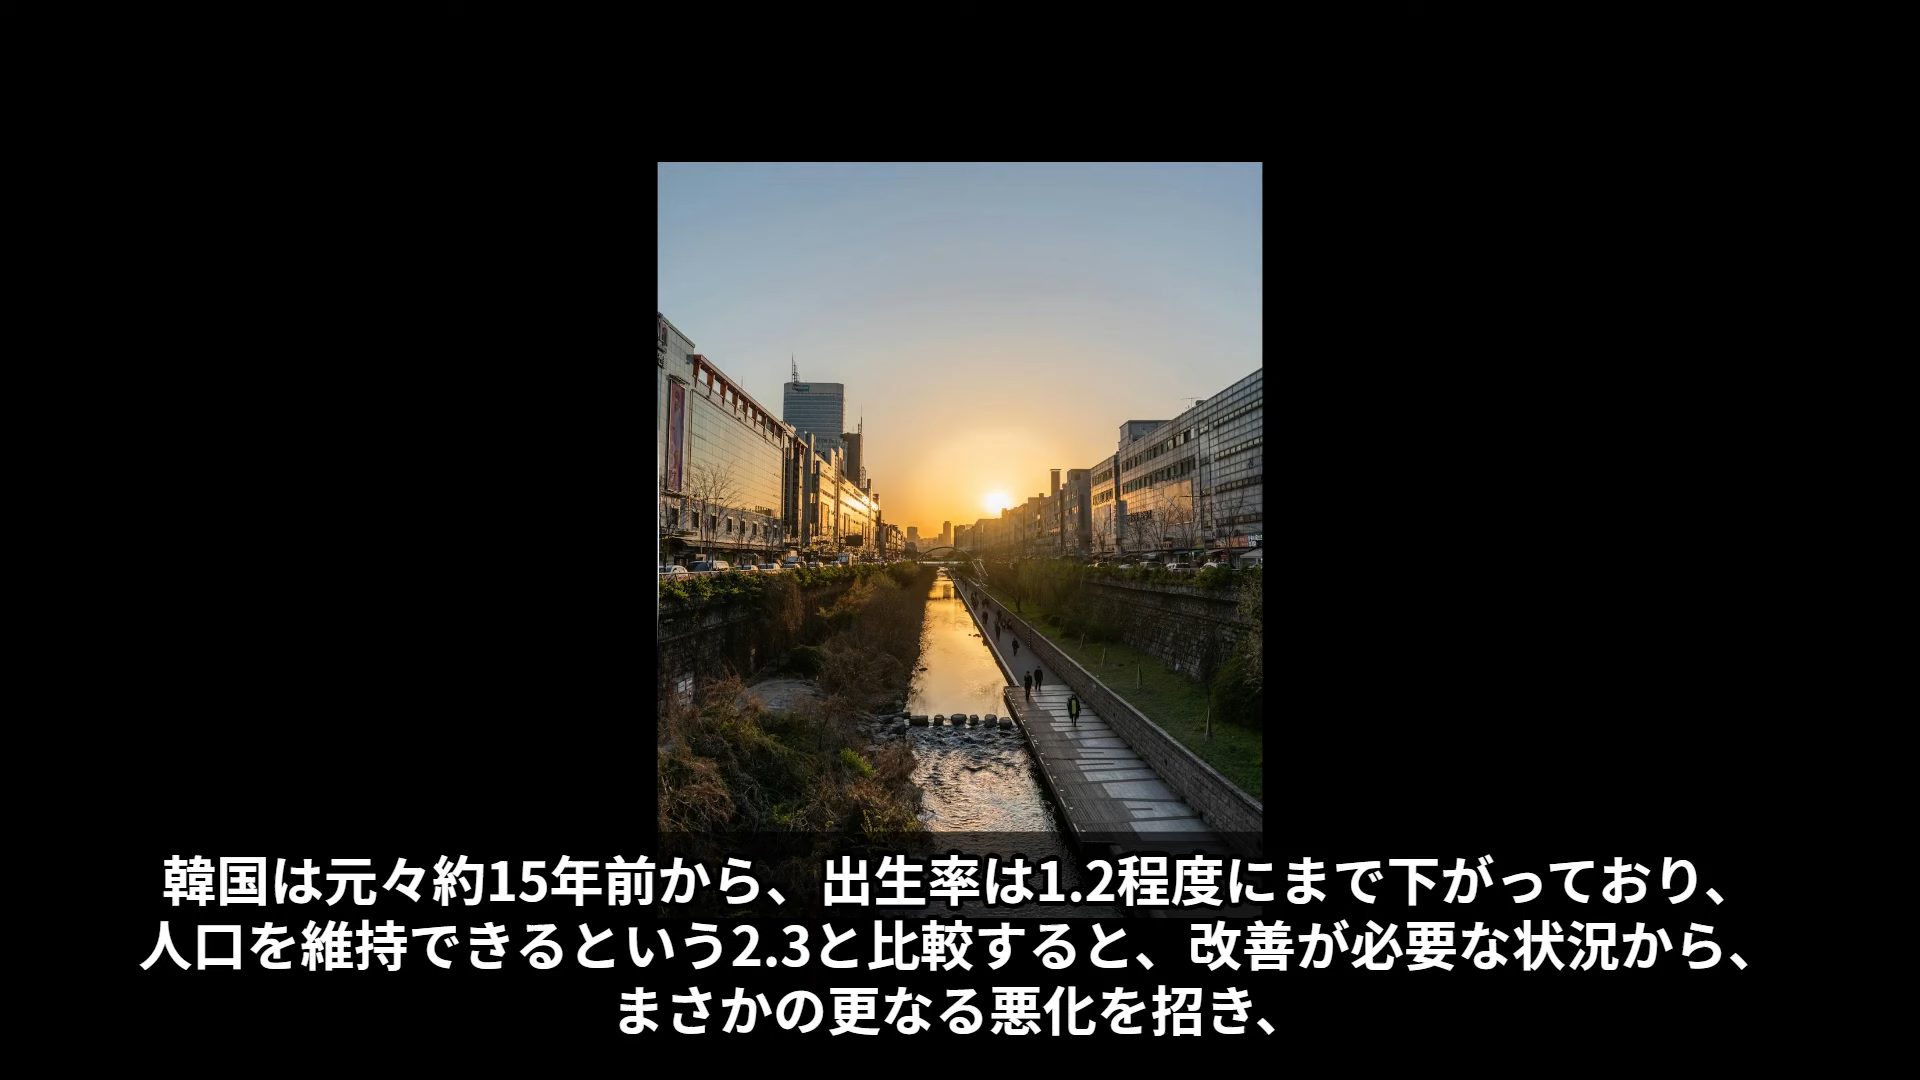 韓国は元々約15年前から、出生率は1.2程度にまで下がっており、
人口を維持できるという2.3と比較すると、改善が必要な状況から、
まさかの更なる悪化を招き、